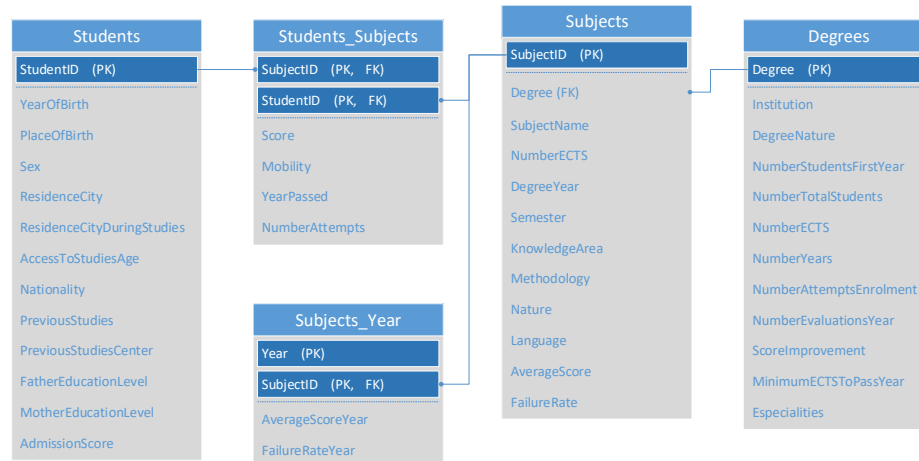 Students
StudentID (PK)
YearOfBirth
PlaceOfBirth
Sex
ResidenceCity
ResidenceCityDuringStudies
AccessToStudiesAge
Nationality
PreviousStudies
PreviousStudiesCenter
FatherEducationLevel
MotherEducationLevel
AdmissionScore
Students_Subjects
SubjectID (PK, FK)
StudentID (PK, FK)
Score
Mobility
YearPassed
NumberAttempts
Subjects_Year
Year (PK)
SubjectID (PK, FK)
AverageScoreYear
FailureRateYear
Subjects
SubjectID (PK)
Degree (FK)
SubjectName
NumberECTS
DegreeYear
Semester
KnowledgeArea
Methodology
Nature
Language
AverageScore
FailureRate
Degrees
Degree (PK)
Institution
DegreeNature
NumberStudentsFirstYear
NumberTotalStudents
NumberECTS
NumberYears
NumberAttemptsEnrolment
NumberEvaluationsYear
ScoreImprovement
MinimumECTSToPassYear
Especialities